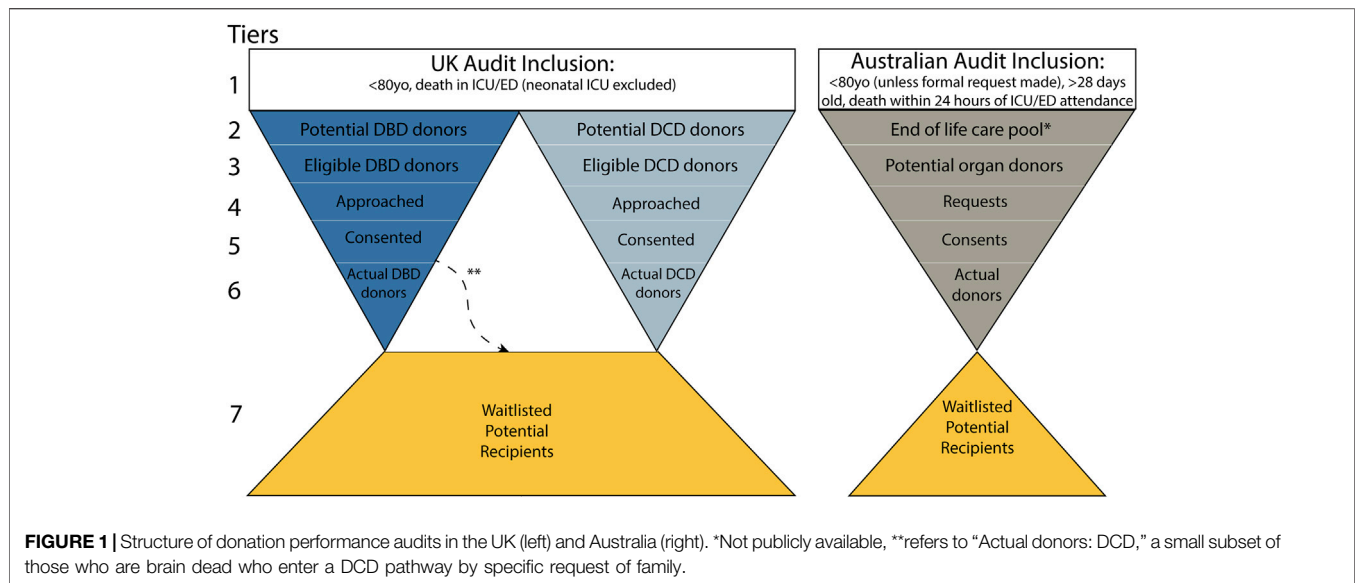 Tiers
1
UK Audit Inclusion:
<80yo, death in ICU/ED (neonatal ICU excluded)
Australian Audit Inclusion:
<80yo (unless formal request made), >28 days
old, death within 24 hours of ICU/ED attendance
2
Potential DBD donors
Potential DCD donors
End of life care pool*
3
Eligible DBD donors
Eligible DCD donors
Potential organ donors
4
Approached
Approached
Requests
5
Consented
Consented
Consents
6
Actual DBD
donors
**
Actual DCD
donors
Actual
donors
7
Waitlisted
Potential
Recipients
Waitlisted
Potential
Recipients
FIGURE 1 | Structure of donation performance audits in the UK (left) and Australia (right). *Not publicly available, **refers to “Actual donors: DCD,” a small subset of
those who are brain dead who enter a DCD pathway by specific request of family.